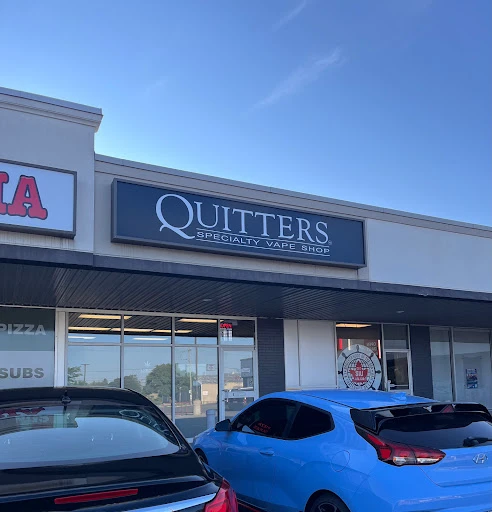 IA
QUITTERS
SPECIALTY VAPE SHOP
PIZZA
SUBS